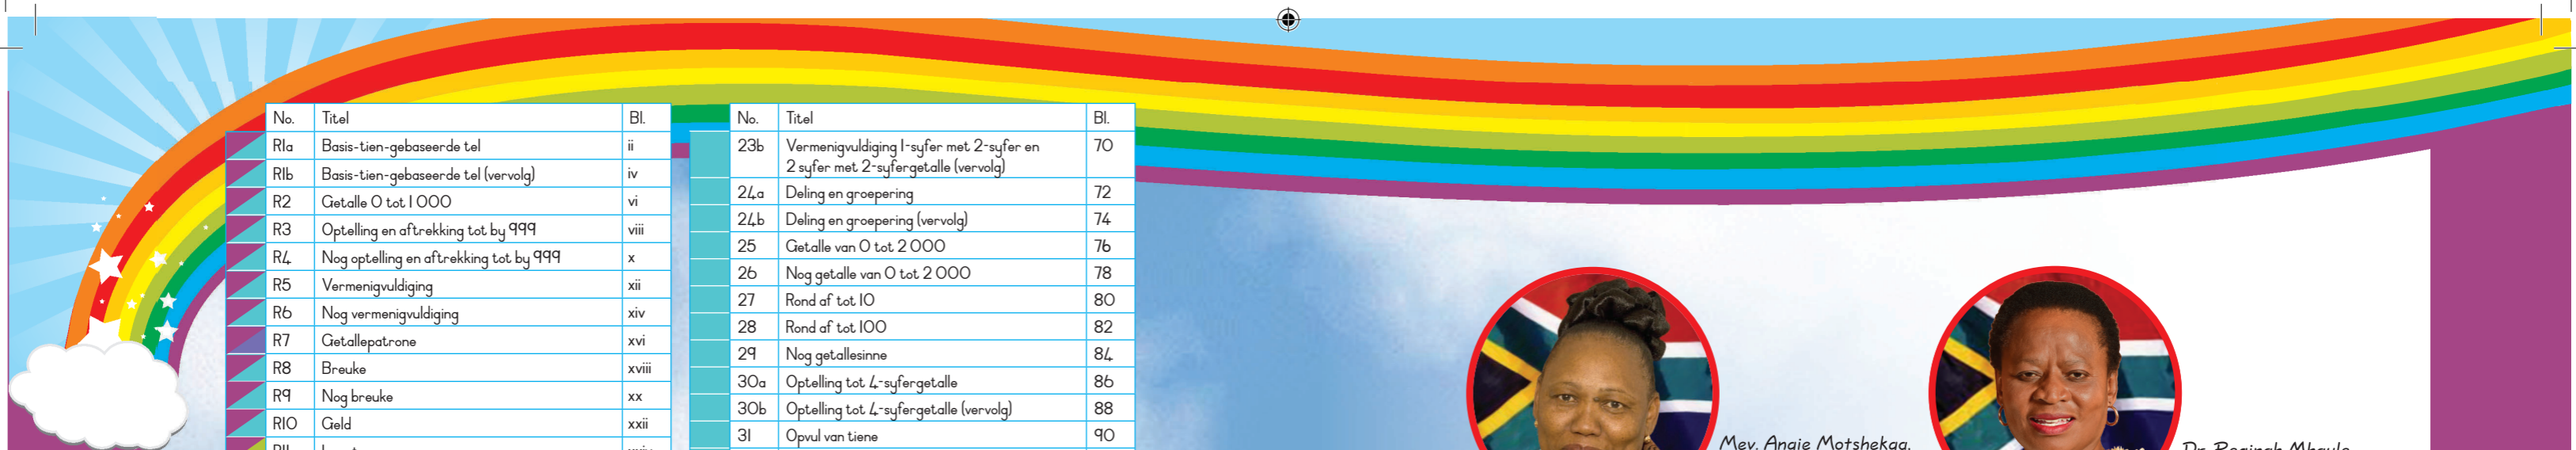 No. Titel Bl.
R1a Basis-tien-gebaseerde tel ii
R1b Basis-tien-gebaseerde tel (vervolg) iv
R2 Getalle 0 tot 1 000 vi
R3 Optelling en aftrekking tot by 999 viii
R4 Nog optelling en aftrekking tot by 999 x
R5 Vermenigvuldiging xii
R6 Nog vermenigvuldiging xiv
R7 Getallepatrone xvi
R8 Breuke xviii
R9 Nog breuke xx
R10 Geld xxii
No. Titel Bl.
23b Vermenigvuldiging 1-syfer met 2-syfer en 70
2 syfer met 2-syfergetalle (vervolg)
24a Deling en groepering 72
24b Deling en groepering (vervolg) 74
25 Getalle van 0 tot 2 000 76
26 Nog getalle van 0 tot 2 000 78
27 Rond af tot 10 80
28 Rond af tot 100 82
29 Nog getallesinne 84
30a Optelling tot 4-syfergetalle 86
30b Optelling tot 4-syfergetalle (vervolg) 88
31 Opvul van tiene 90
Mev. Angie Motshekga,
Dr. Reginah Mhaule